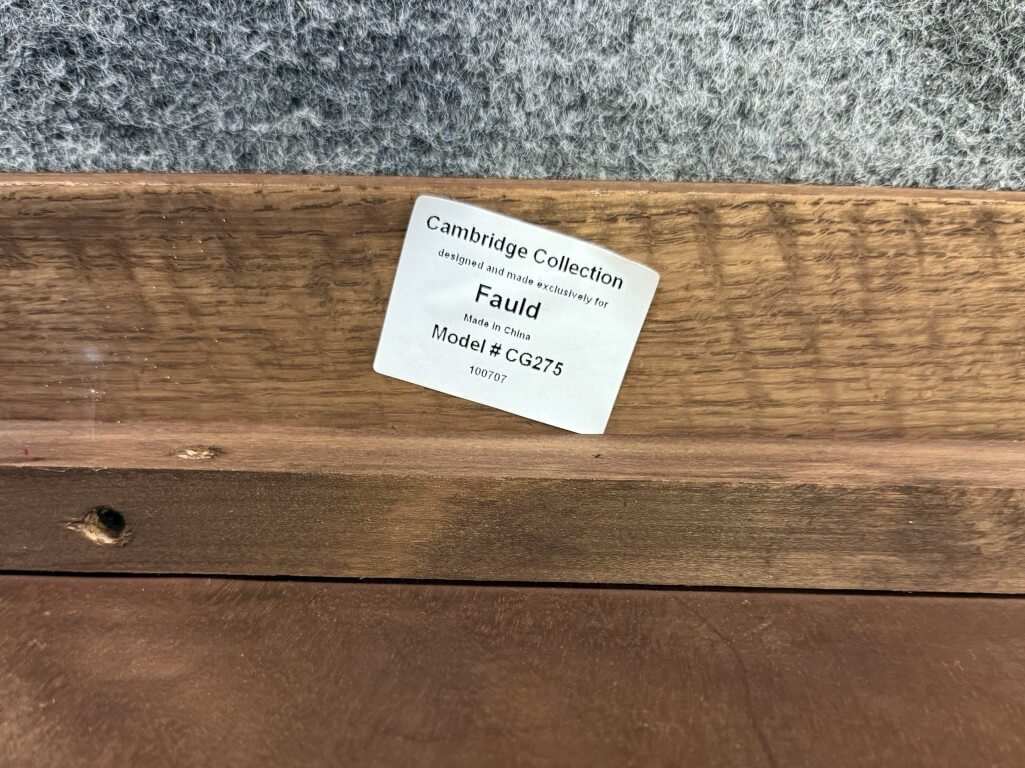 Cambridge Collection
designed and made exclusively for
Fauld
Made in China
Model # CG275
100707